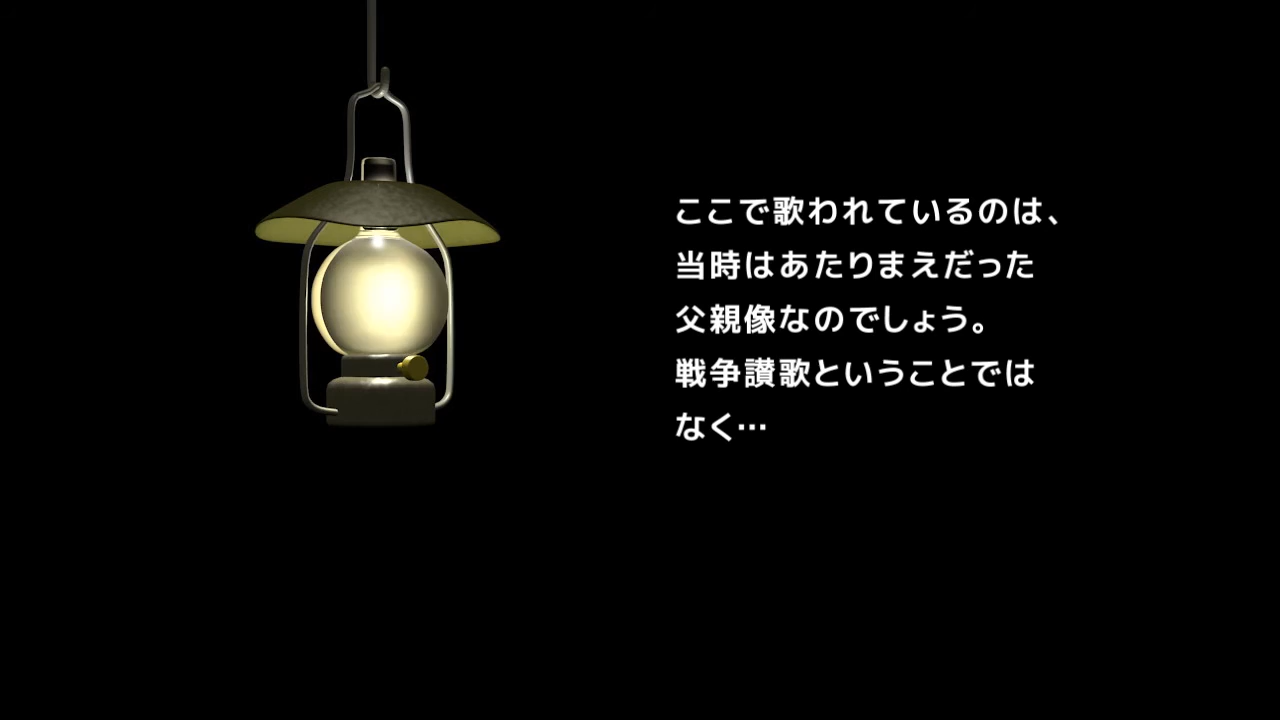 ここで歌われているのは、
当時はあたりまえだった
父親像なのでしょう。
戦争讃歌ということでは
なく…